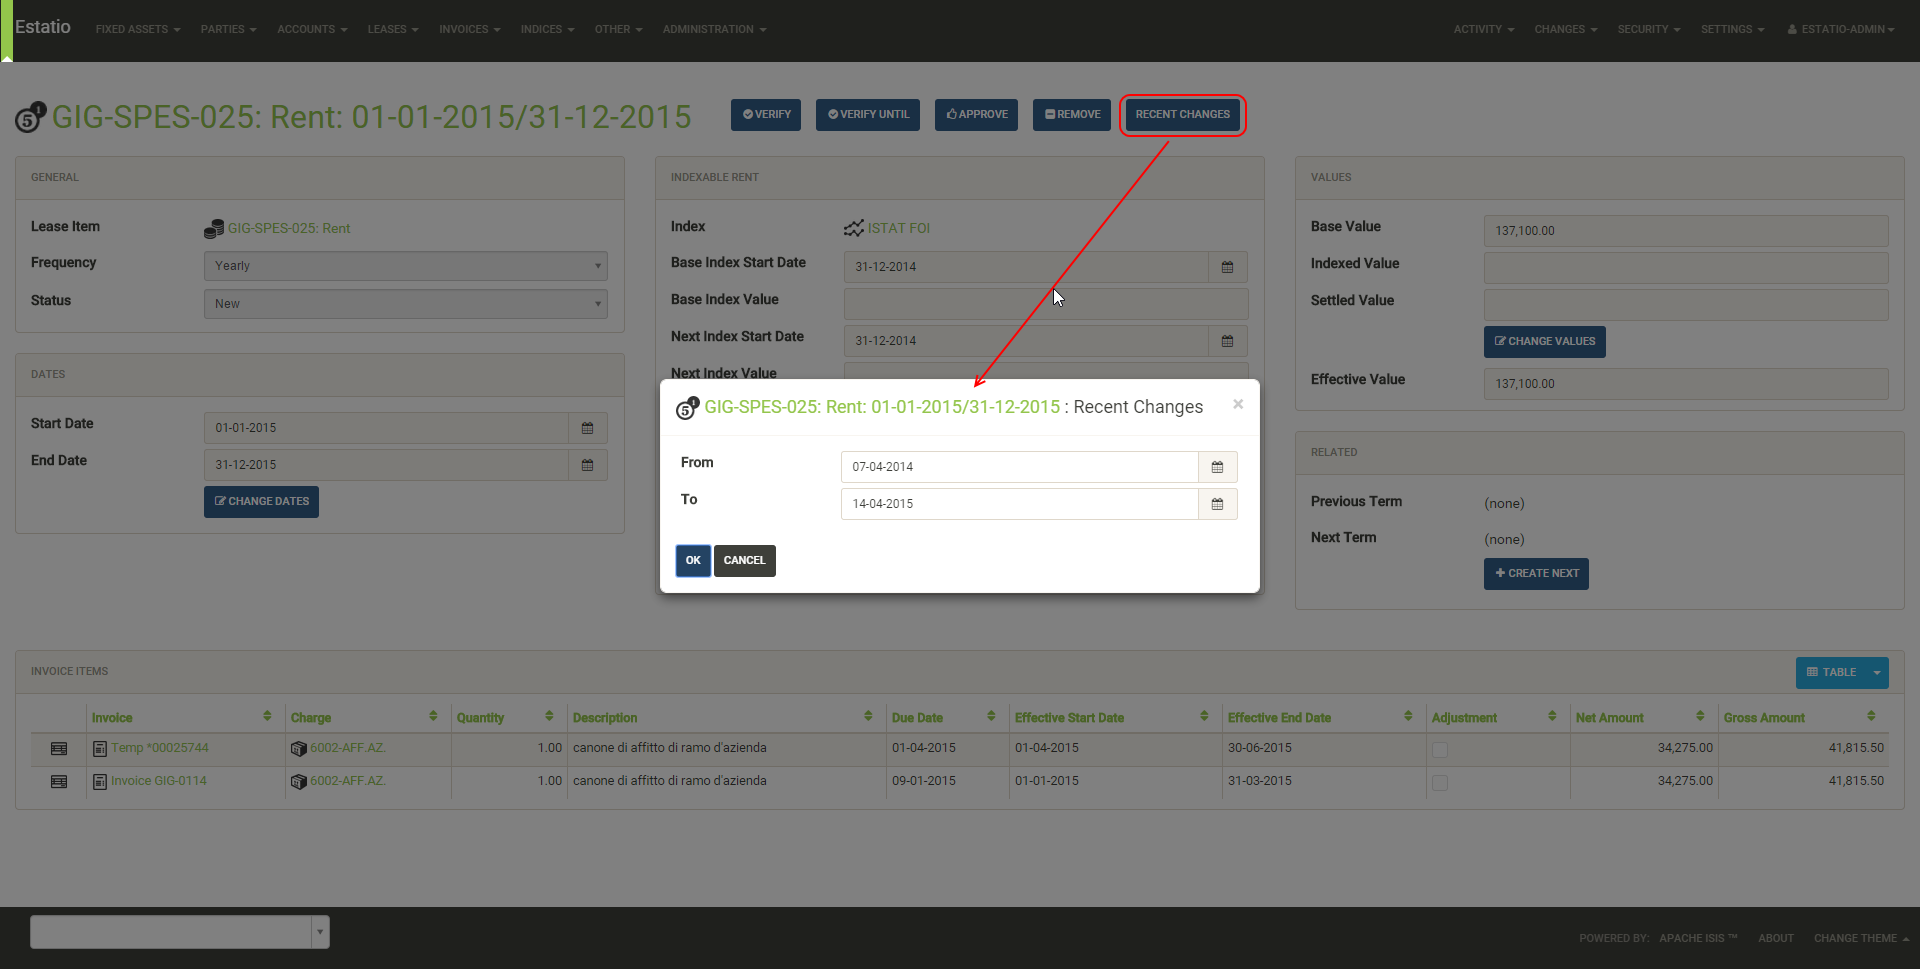 Estatio FIXED ASSETS PARTIES ACCOUNTS LEASES INVOICES INDICES OTHER ADMINISTRATION ACTIVITY CHANGES SECURITY SETTINGS ESTATIO-ADMIN
GIG-SPES-025: Rent: 01-01-2015/31-12-2015 VERIFY VERIFY UNTIL APPROVE REMOVE RECENT CHANGES
GENERAL
Lease Item GIG-SPES-025: Rent
Frequency Yearly
Status New
DATES
Start Date 01-01-2015
End Date 31-12-2015
CHANGE DATES
INDEXABLE RENT
Index ISTAT FOI
Base Index Start Date 31-12-2014
Base Index Value
Next Index Start Date 31-12-2014
Next Index Value
VALUES
Base Value 137,100.00
Indexed Value
Settled Value
CHANGE VALUES
Effective Value 137,100.00
RELATED
Previous Term (none)
Next Term (none)
CREATE NEXT
GIG-SPES-025: Rent: 01-01-2015/31-12-2015 : Recent Changes ×
From 07-04-2014
To 14-04-2015
OK CANCEL
INVOICE ITEMS TABLE
Invoice Charge Quantity Description Due Date Effective Start Date Effective End Date Adjustment Net Amount Gross Amount
Temp *00025744 6002-AFF.AZ. 1.00 canone di affitto di ramo d'azienda 01-04-2015 01-04-2015 30-06-2015 34,275.00 41,815.50
Invoice GIG-0114 6002-AFF.AZ. 1.00 canone di affitto di ramo d'azienda 09-01-2015 01-01-2015 31-03-2015 34,275.00 41,815.50
POWERED BY: APACHE ISIS ™ ABOUT CHANGE THEME